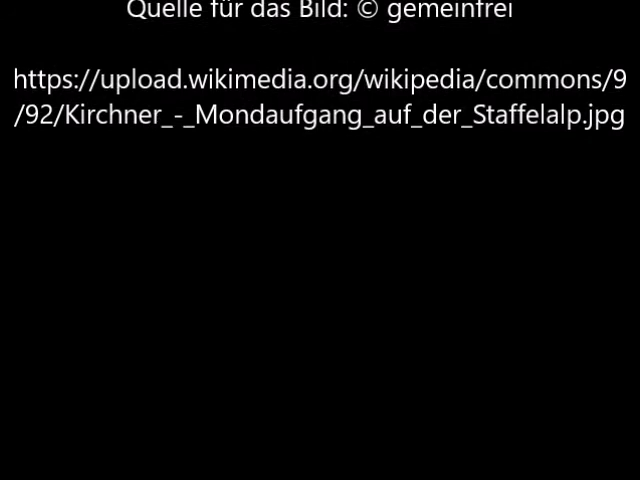 Quelle für das Bild: © gemeinfrei
https://upload.wikimedia.org/wikipedia/commons/9
/92/Kirchner_-_Mondaufgang_auf_der_Staffelalp.jpg